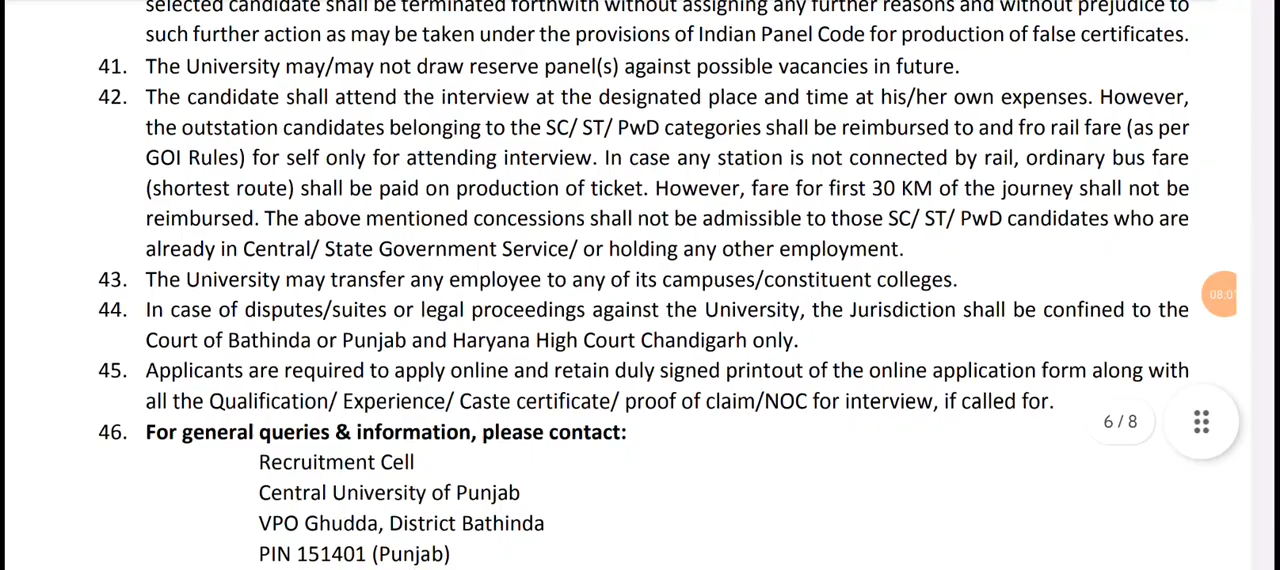 selected candidate shall be terminated forthwith without assigning any further reasons and without prejudice to
such further action as may be taken under the provisions of Indian Panel Code for production of false certificates.
41. The University may/may not draw reserve panel(s) against possible vacancies in future.
42. The candidate shall attend the interview at the designated place and time at his/her own expenses. However,
the outstation candidates belonging to the SC/ ST/ PwD categories shall be reimbursed to and fro rail fare (as per
GOI Rules) for self only for attending interview. In case any station is not connected by rail, ordinary bus fare
(shortest route) shall be paid on production of ticket. However, fare for first 30 KM of the journey shall not be
reimbursed. The above mentioned concessions shall not be admissible to those SC/ ST/ PwD candidates who are
already in Central/ State Government Service/ or holding any other employment.
43. The University may transfer any employee to any of its campuses/constituent colleges.
44. In case of disputes/suites or legal proceedings against the University, the Jurisdiction shall be confined to the
Court of Bathinda or Punjab and Haryana High Court Chandigarh only.
45. Applicants are required to apply online and retain duly signed printout of the online application form along with
all the Qualification/ Experience/ Caste certificate/ proof of claim/NOC for interview, if called for.
46. For general queries & information, please contact:
Recruitment Cell
Central University of Punjab
VPO Ghudda, District Bathinda
PIN 151401 (Punjab)
6 / 8